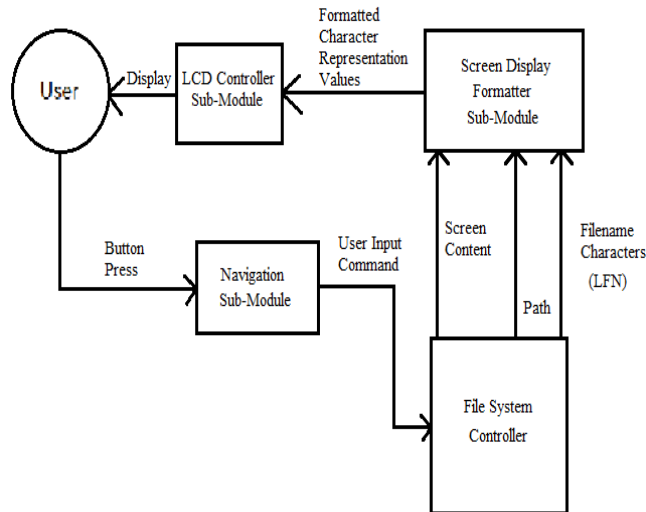 User
Display
LCD Controller
Sub-Module
Formatted
Character
Representation
Values
Screen Display
Formatter
Sub-Module
Button
Press
Navigation
Sub-Module
User Input
Command
Screen
Content
Path
Filename
Characters
(LFN)
File System
Controller